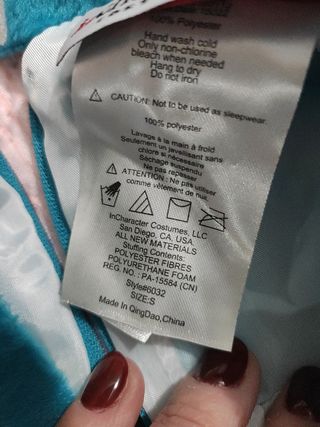 100% Polyester
Hand wash cold
Only non-chlorine
bleach when needed
Hang to dry
Do not iron
CAUTION: Not to be used as sleepwear.
100% polyester
Lavage à la main à froid
Seulement un javellisant sans
chlore si nécessaire
Séchage suspendu
Ne pas repasser
ATTENTION : Ne pas utiliser
comme vêtement de nuit
InCharacter Costumes, LLC
San Diego, CA, USA.
ALL NEW MATERIALS
Stuffing Contents:
POLYESTER FIBRES
POLYURETHANE FOAM
REG. NO.: PA-15584 (CN)
Style#6032
SIZE:S
Made In QingDao,China